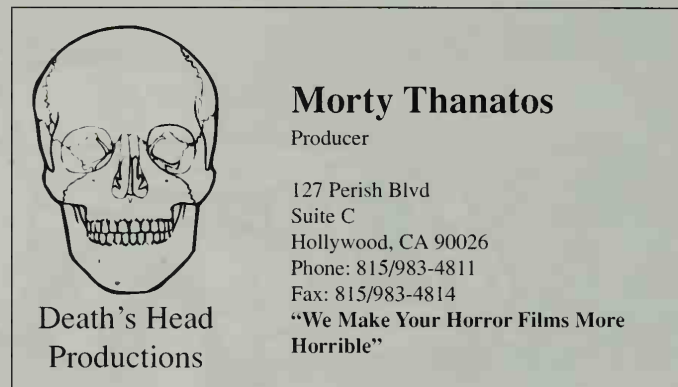 Death's Head
Productions
Morty Thanatos
Producer
127 Perish Blvd
Suite C
Hollywood, CA 90026
Phone: 815/983-4811
Fax: 815/983-4814
“We Make Your Horror Films More
Horrible”